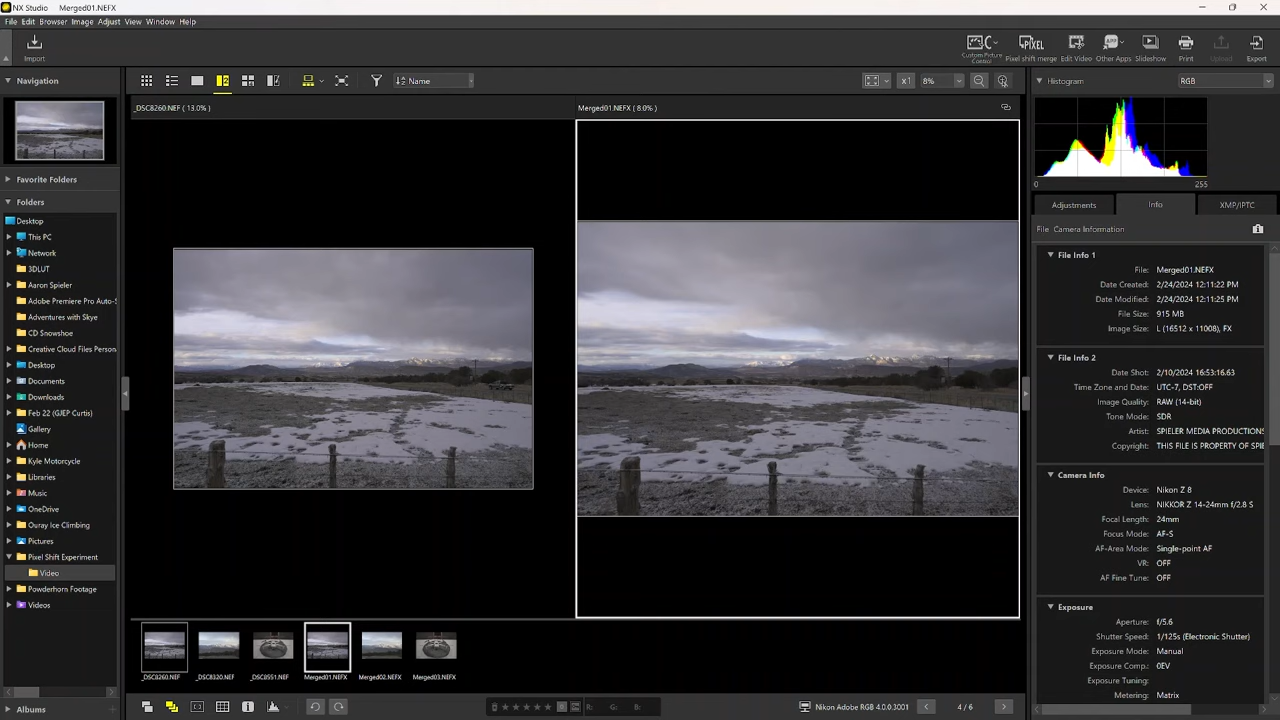 NX Studio Merged01.NEFX
File Edit Browser Image Adjust View Window Help
Import
Custom Picture Control
Pixel shift merge
Edit Video
Other Apps
Slideshow
Print
Upload
Export
Navigation
Name
x1
8%
Histogram
RGB
_DSC8260.NEF ( 13.0% )
Merged01.NEFX ( 8.0% )
0
255
Favorite Folders
Folders
Desktop
This PC
Network
3DLUT
Aaron Spieler
Adobe Premiere Pro Auto-S
Adventures with Skye
CD Snowshoe
Creative Cloud Files Person
Desktop
Documents
Downloads
Feb 22 (GJEP Curtis)
Gallery
Home
Kyle Motorcycle
Libraries
Music
OneDrive
Ouray Ice Climbing
Pictures
Pixel Shift Experiment
Video
Powderhorn Footage
Videos
Albums
Adjustments
Info
XMP/IPTC
File Camera Information
File Info 1
File: Merged01.NEFX
Date Created: 2/24/2024 12:11:22 PM
Date Modified: 2/24/2024 12:11:25 PM
File Size: 915 MB
Image Size: L (16512 x 11008), FX
File Info 2
Date Shot: 2/10/2024 16:53:16.63
Time Zone and Date: UTC-7, DST:OFF
Image Quality: RAW (14-bit)
Tone Mode: SDR
Artist: SPIELER MEDIA PRODUCTIONS
Copyright: THIS FILE IS PROPERTY OF SPIE
Camera Info
Device: Nikon Z 8
Lens: NIKKOR Z 14-24mm f/2.8 S
Focal Length: 24mm
Focus Mode: AF-S
AF-Area Mode: Single-point AF
VR: OFF
AF Fine Tune: OFF
Exposure
Aperture: f/5.6
Shutter Speed: 1/125s (Electronic Shutter)
Exposure Mode: Manual
Exposure Comp.: 0EV
Exposure Tuning:
Metering: Matrix
_DSC8260.NEF
_DSC8320.NEF
_DSC8551.NEF
Merged01.NEFX
Merged02.NEFX
Merged03.NEFX
R: G: B:
Nikon Adobe RGB 4.0.0.3001
4 / 6